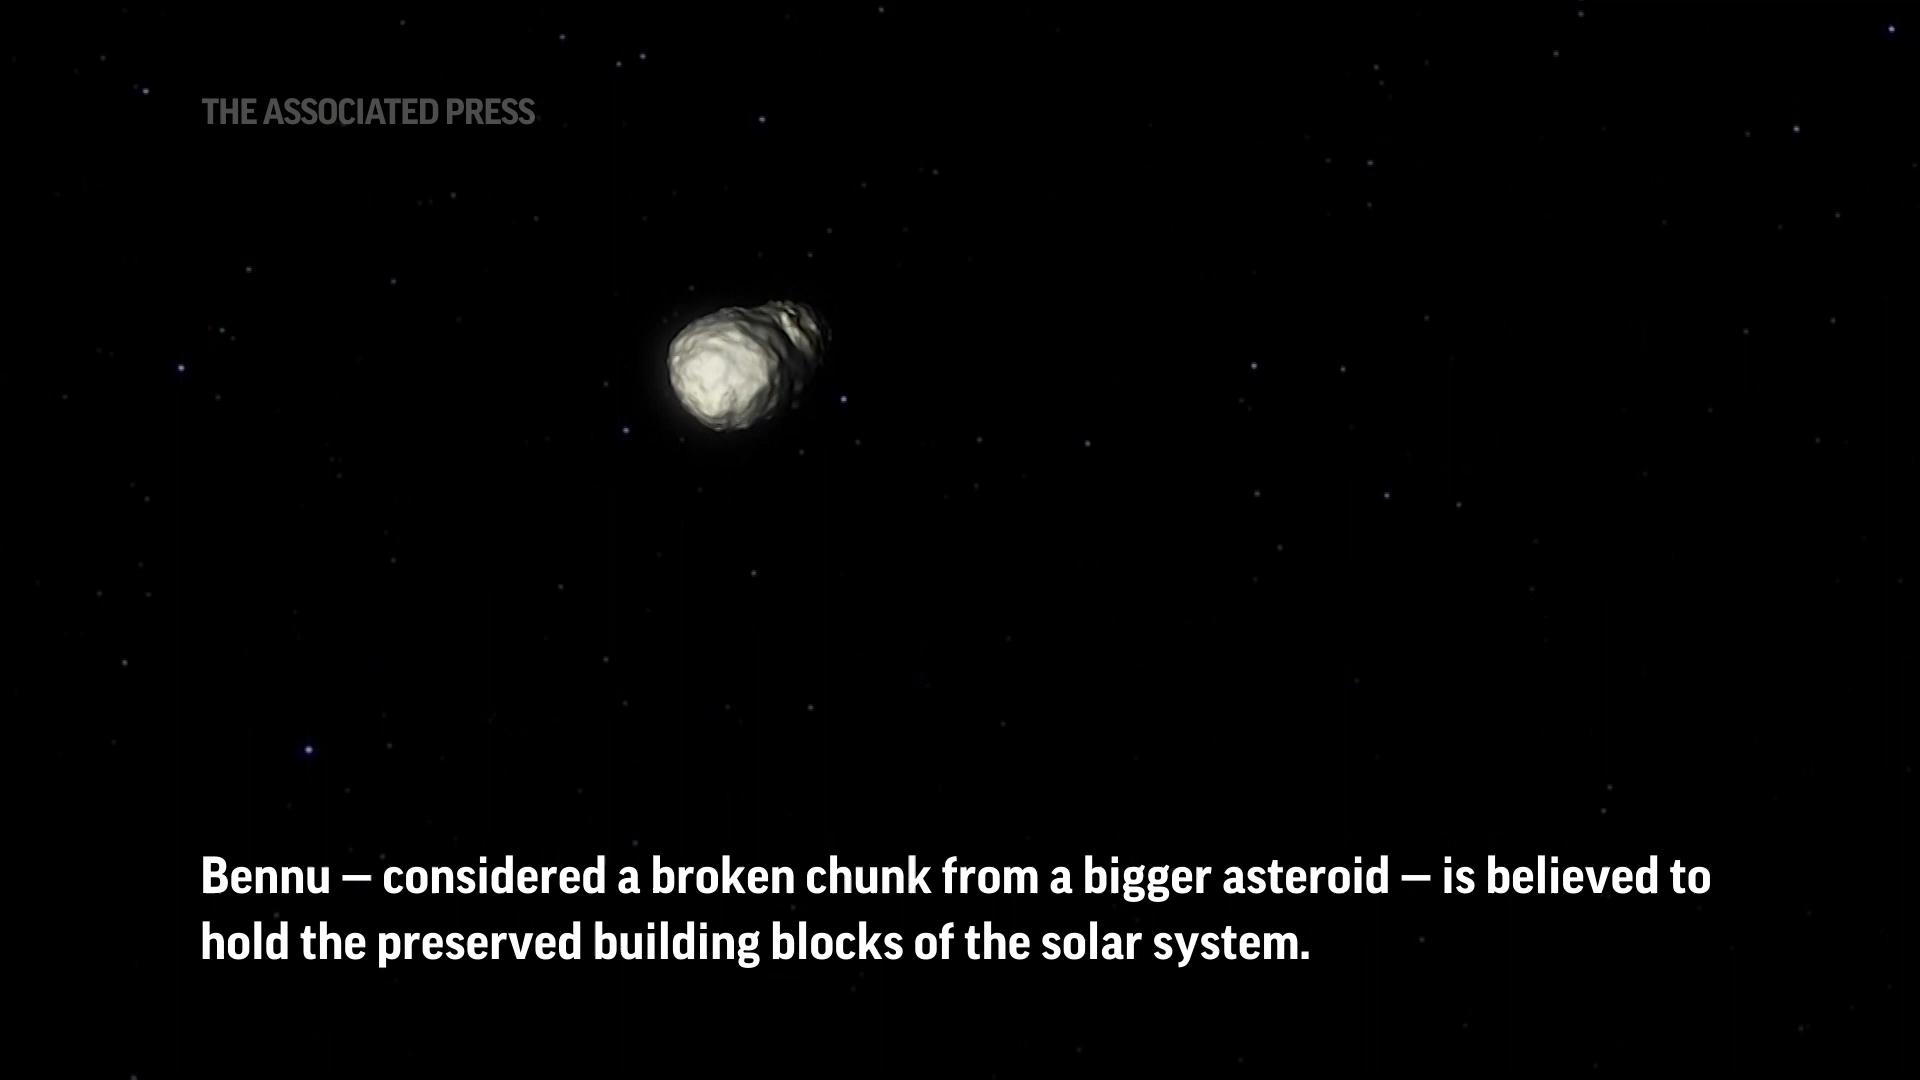 THE ASSOCIATED PRESS
Bennu – considered a broken chunk from a bigger asteroid – is believed to
hold the preserved building blocks of the solar system.